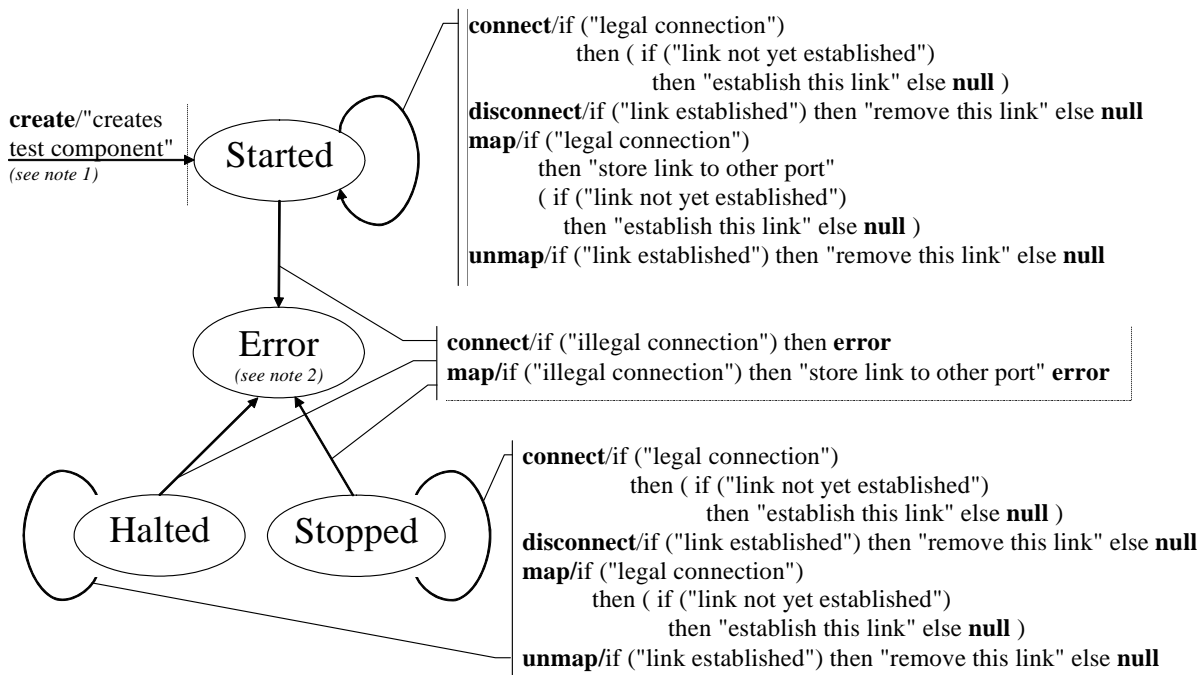 connect/if ("legal connection")
then ( if ("link not yet established")
then "establish this link" else null )
disconnect/if ("link established") then "remove this link" else null
map/if ("legal connection")
then "store link to other port"
( if ("link not yet established")
then "establish this link" else null )
unmap/if ("link established") then "remove this link" else null
create/"creates
test component"
(see note 1)
Started
Error
(see note 2)
connect/if ("illegal connection") then error
map/if ("illegal connection") then "store link to other port" error
Halted
Stopped
connect/if ("legal connection")
then ( if ("link not yet established")
then "establish this link" else null )
disconnect/if ("link established") then "remove this link" else null
map/if ("legal connection")
then ( if ("link not yet established")
then "establish this link" else null )
unmap/if ("link established") then "remove this link" else null